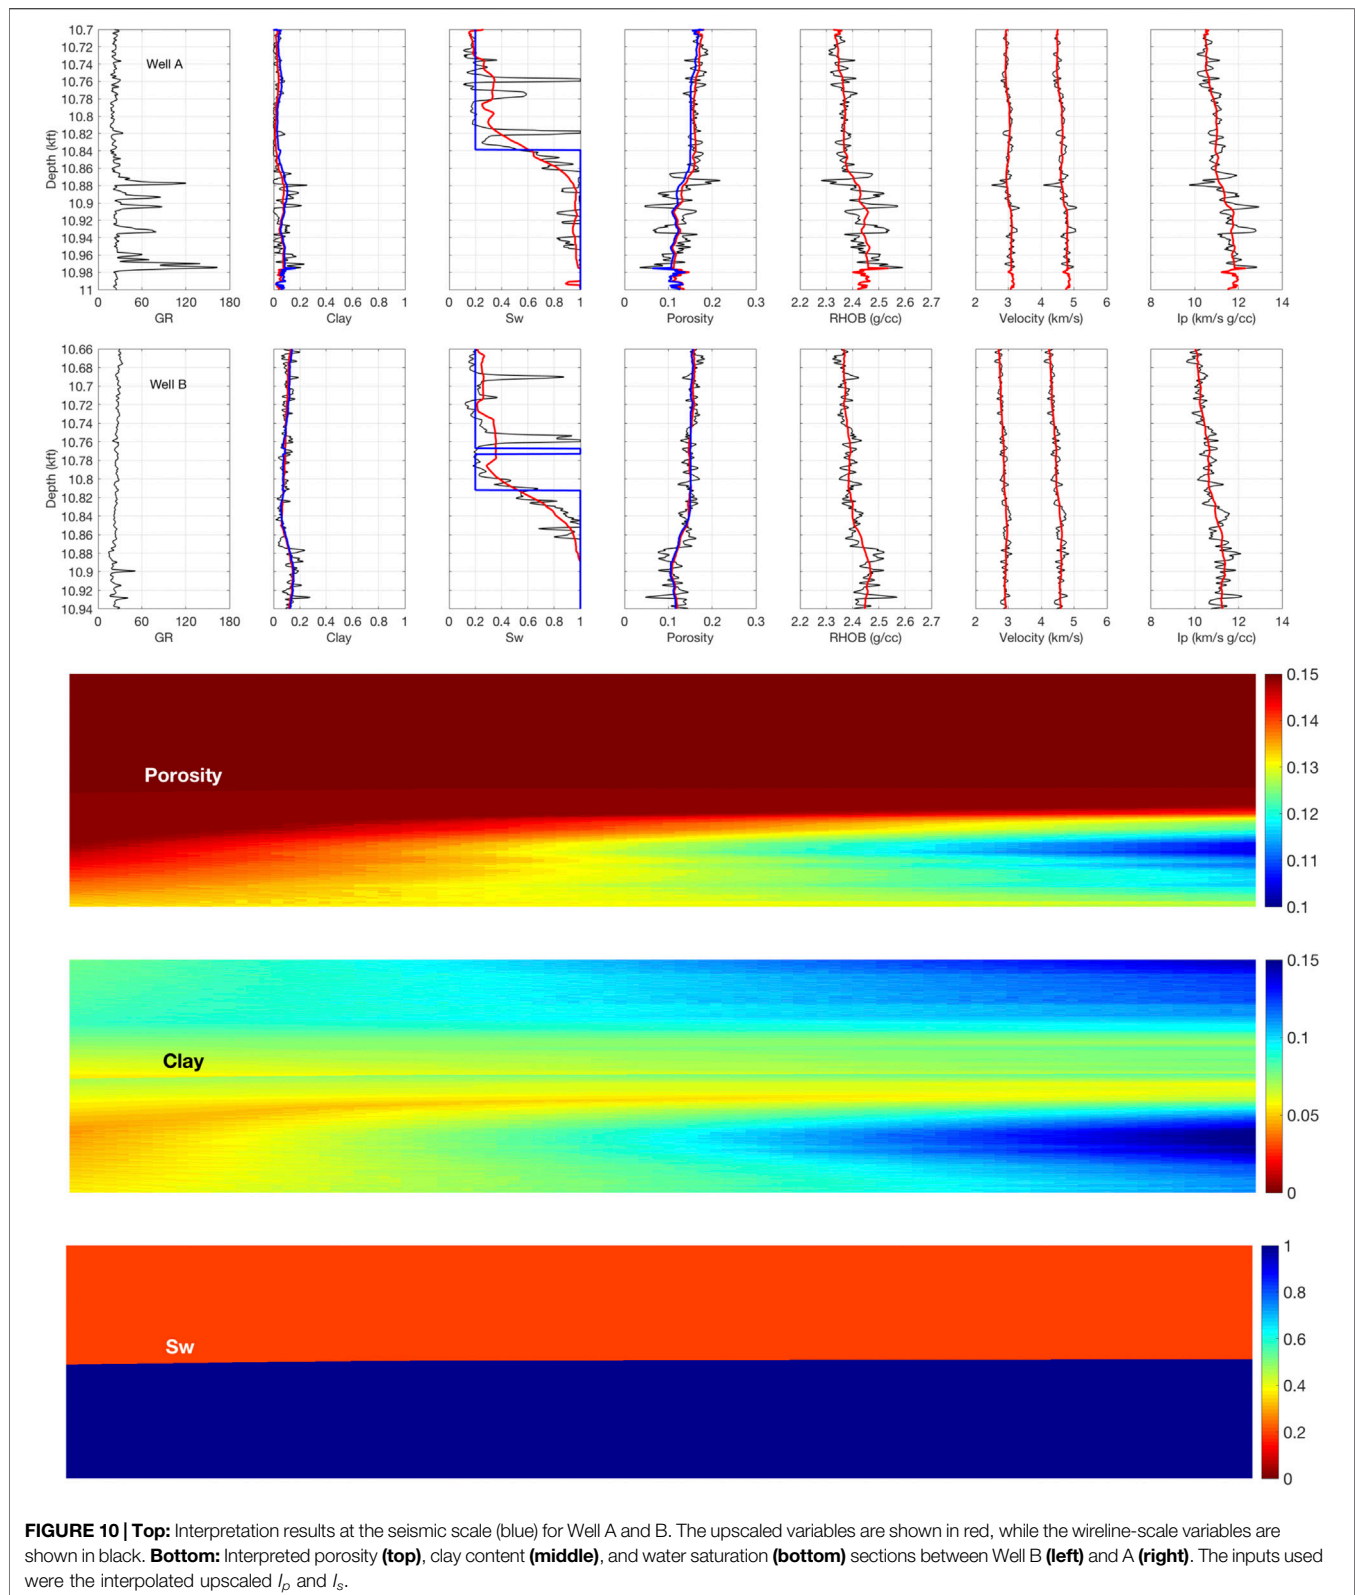 10.7
10.72
10.74
10.76
10.78
10.8
10.82
10.84
10.86
10.88
10.9
10.92
10.94
10.96
10.98
11
Depth (kft)
Well A
0 60 120 180
GR
0 0.2 0.4 0.6 0.8 1
Clay
0 0.2 0.4 0.6 0.8 1
Sw
0 0.1 0.2 0.3
Porosity
2.2 2.3 2.4 2.5 2.6 2.7
RHOB (g/cc)
2 3 4 5 6
Velocity (km/s)
8 10 12 14
Ip (km/s g/cc)
10.66
10.68
10.7
10.72
10.74
10.76
10.78
10.8
10.82
10.84
10.86
10.88
10.9
10.92
10.94
Depth (kft)
Well B
0 60 120 180
GR
0 0.2 0.4 0.6 0.8 1
Clay
0 0.2 0.4 0.6 0.8 1
Sw
0 0.1 0.2 0.3
Porosity
2.2 2.3 2.4 2.5 2.6 2.7
RHOB (g/cc)
2 3 4 5 6
Velocity (km/s)
8 10 12 14
Ip (km/s g/cc)
Porosity
0.15
0.14
0.13
0.12
0.11
0.1
Clay
0.15
0.1
0.05
0
Sw
1
0.8
0.6
0.4
0.2
0
FIGURE 10 | Top: Interpretation results at the seismic scale (blue) for Well A and B. The upscaled variables are shown in red, while the wireline-scale variables are
shown in black. Bottom: Interpreted porosity (top), clay content (middle), and water saturation (bottom) sections between Well B (left) and A (right). The inputs used
were the interpolated upscaled Ip and Is.